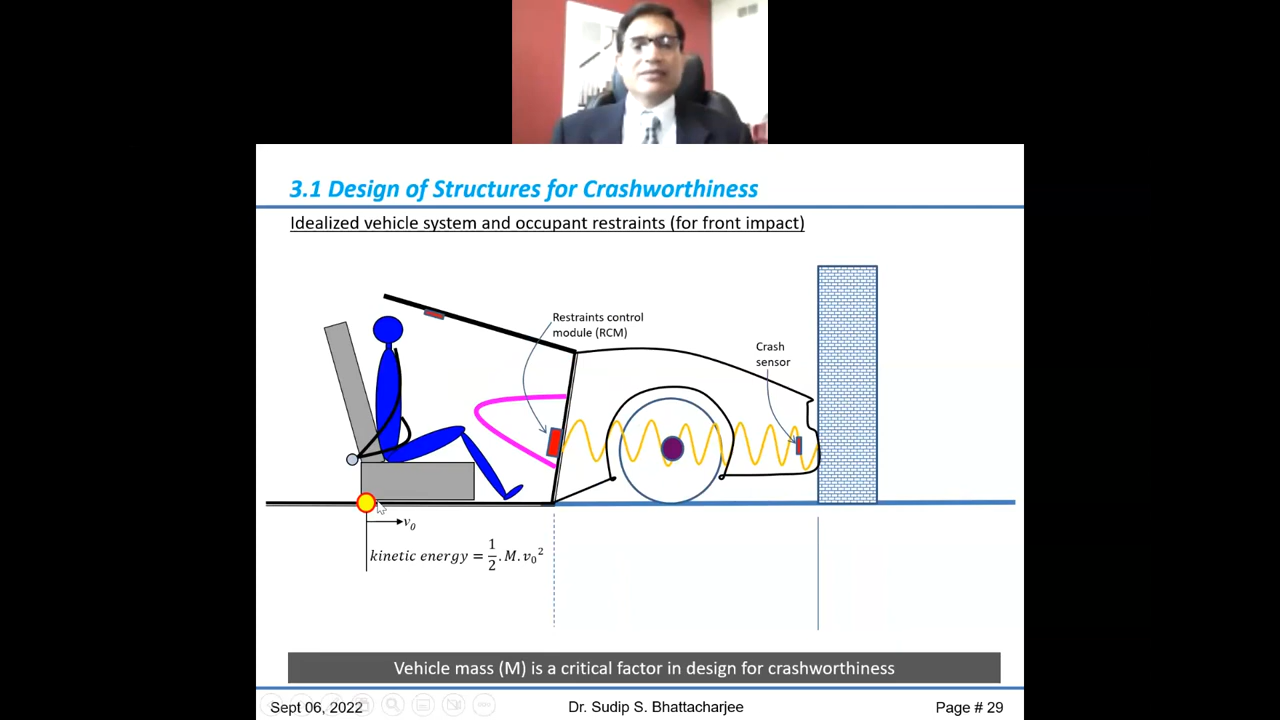 3.1 Design of Structures for Crashworthiness
Idealized vehicle system and occupant restraints (for front impact)
Restraints control
module (RCM)
Crash
sensor
v₀
kinetic energy = 1/2 . M. v₀²
Vehicle mass (M) is a critical factor in design for crashworthiness
Sept 06, 2022
Dr. Sudip S. Bhattacharjee
Page # 29